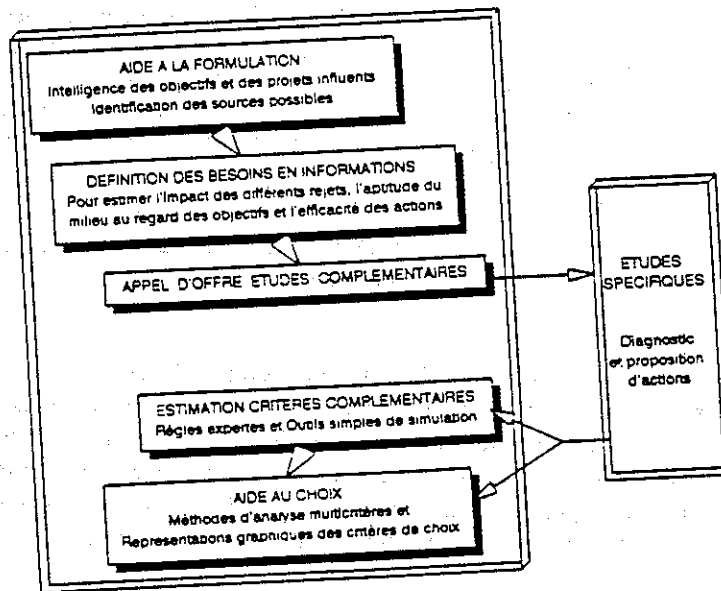 AIDE A LA FORMULATION
Intelligence des objectifs et des projets influents
Identification des sources possibles
DEFINITION DES BESOINS EN INFORMATIONS
Pour estimer l'impact des différents rejets, l'aptitude du
milieu au regard des objectifs et l'efficacité des actions
APPEL D'OFFRE ETUDES COMPLEMENTAIRES
ETUDES
SPECIFIQUES
Diagnostic
et proposition
d'actions
ESTIMATION CRITERES COMPLEMENTAIRES
Règles expertes et Outils simples de simulation
AIDE AU CHOIX
Méthodes d'analyse multicritères et
Représentations graphiques des critères de choix